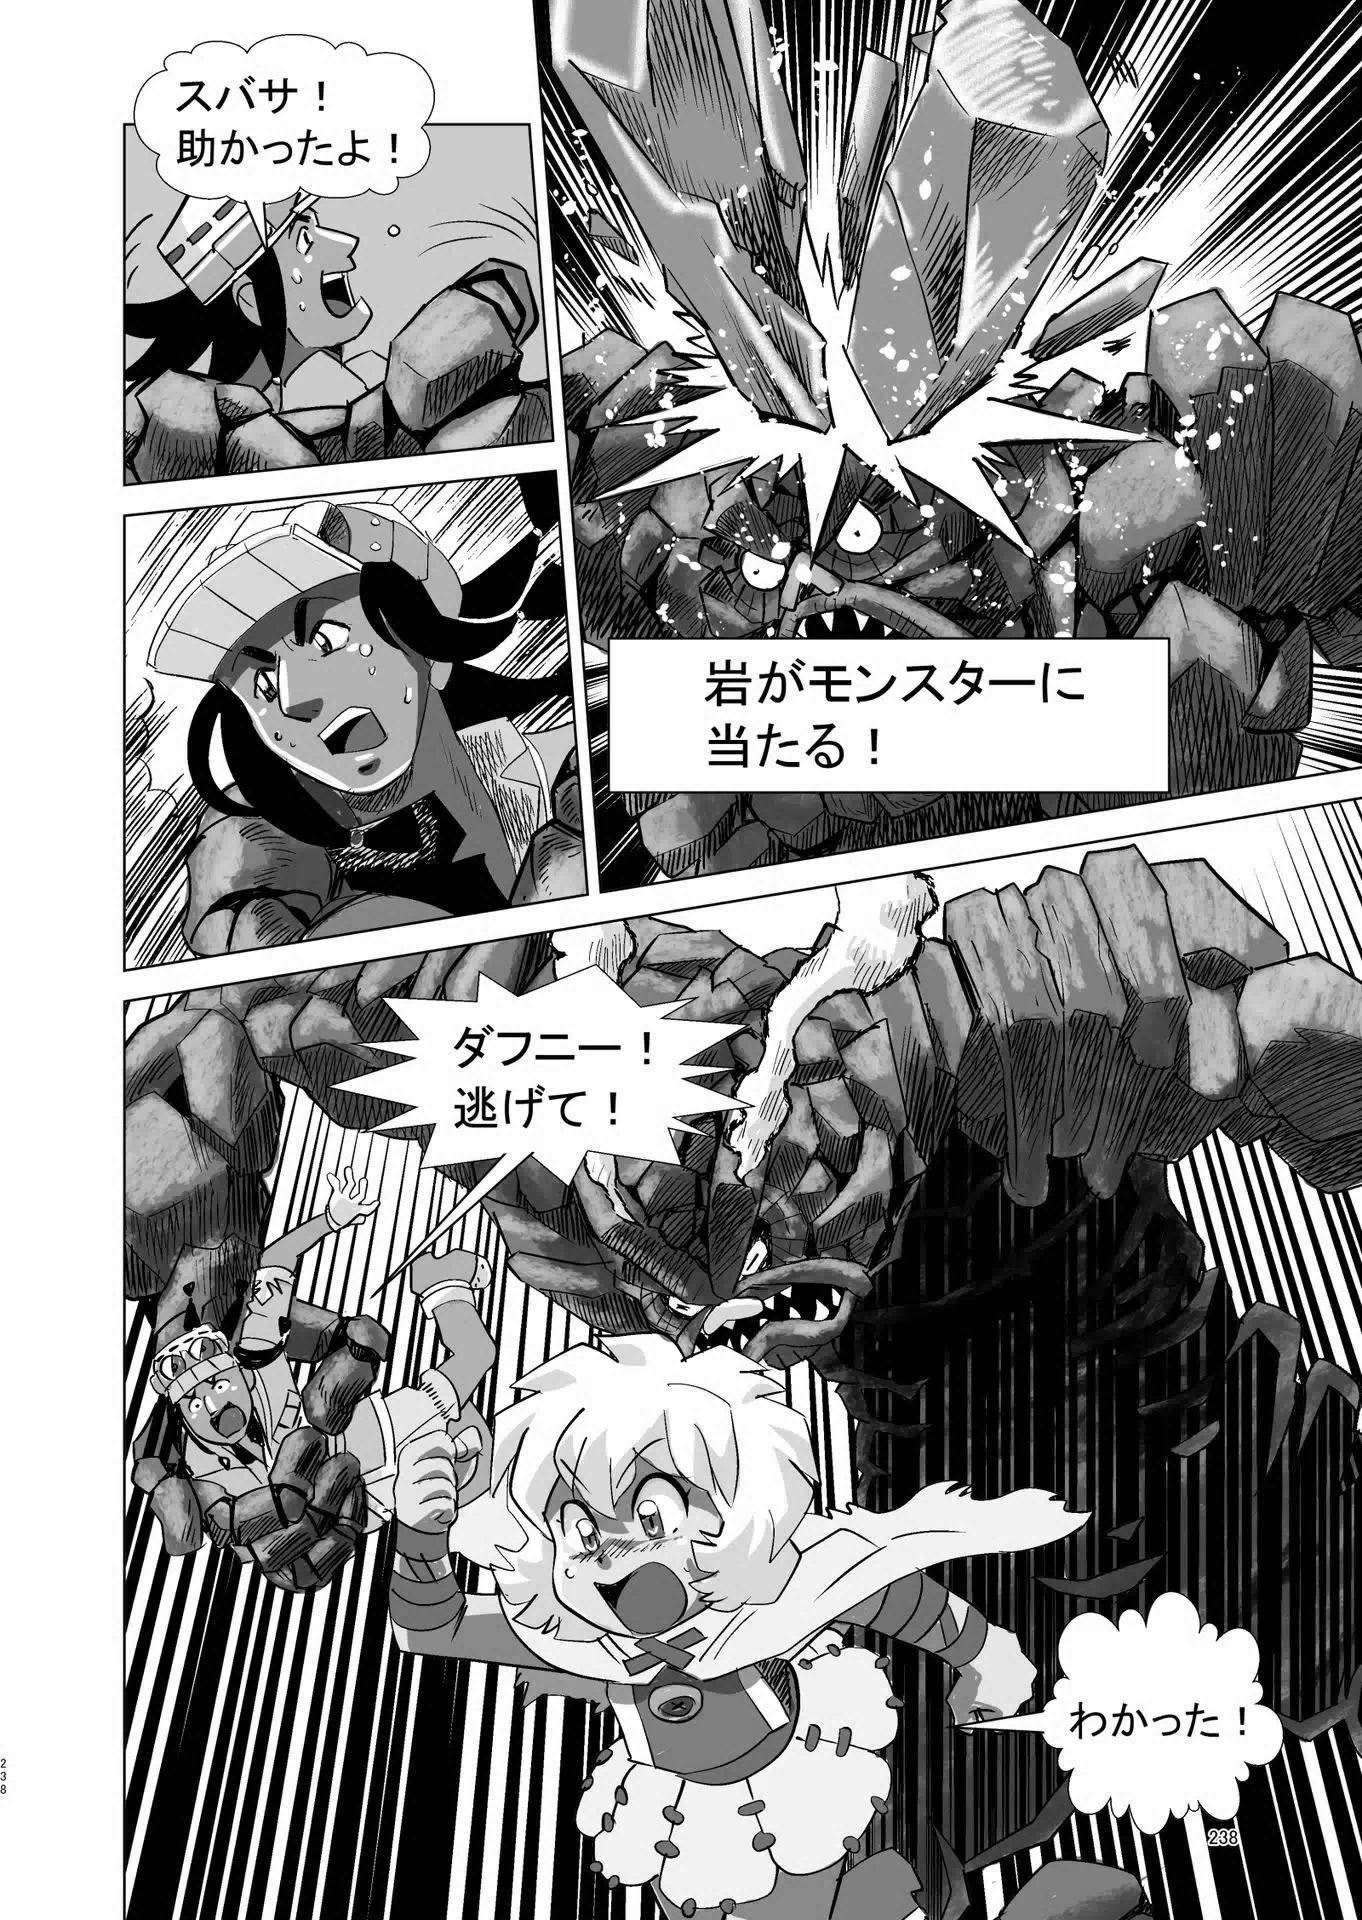 岩がモンスターに
当たる！
スバサ！
助かったよ！
ダフニー！
逃げて！
わかった！
238
238